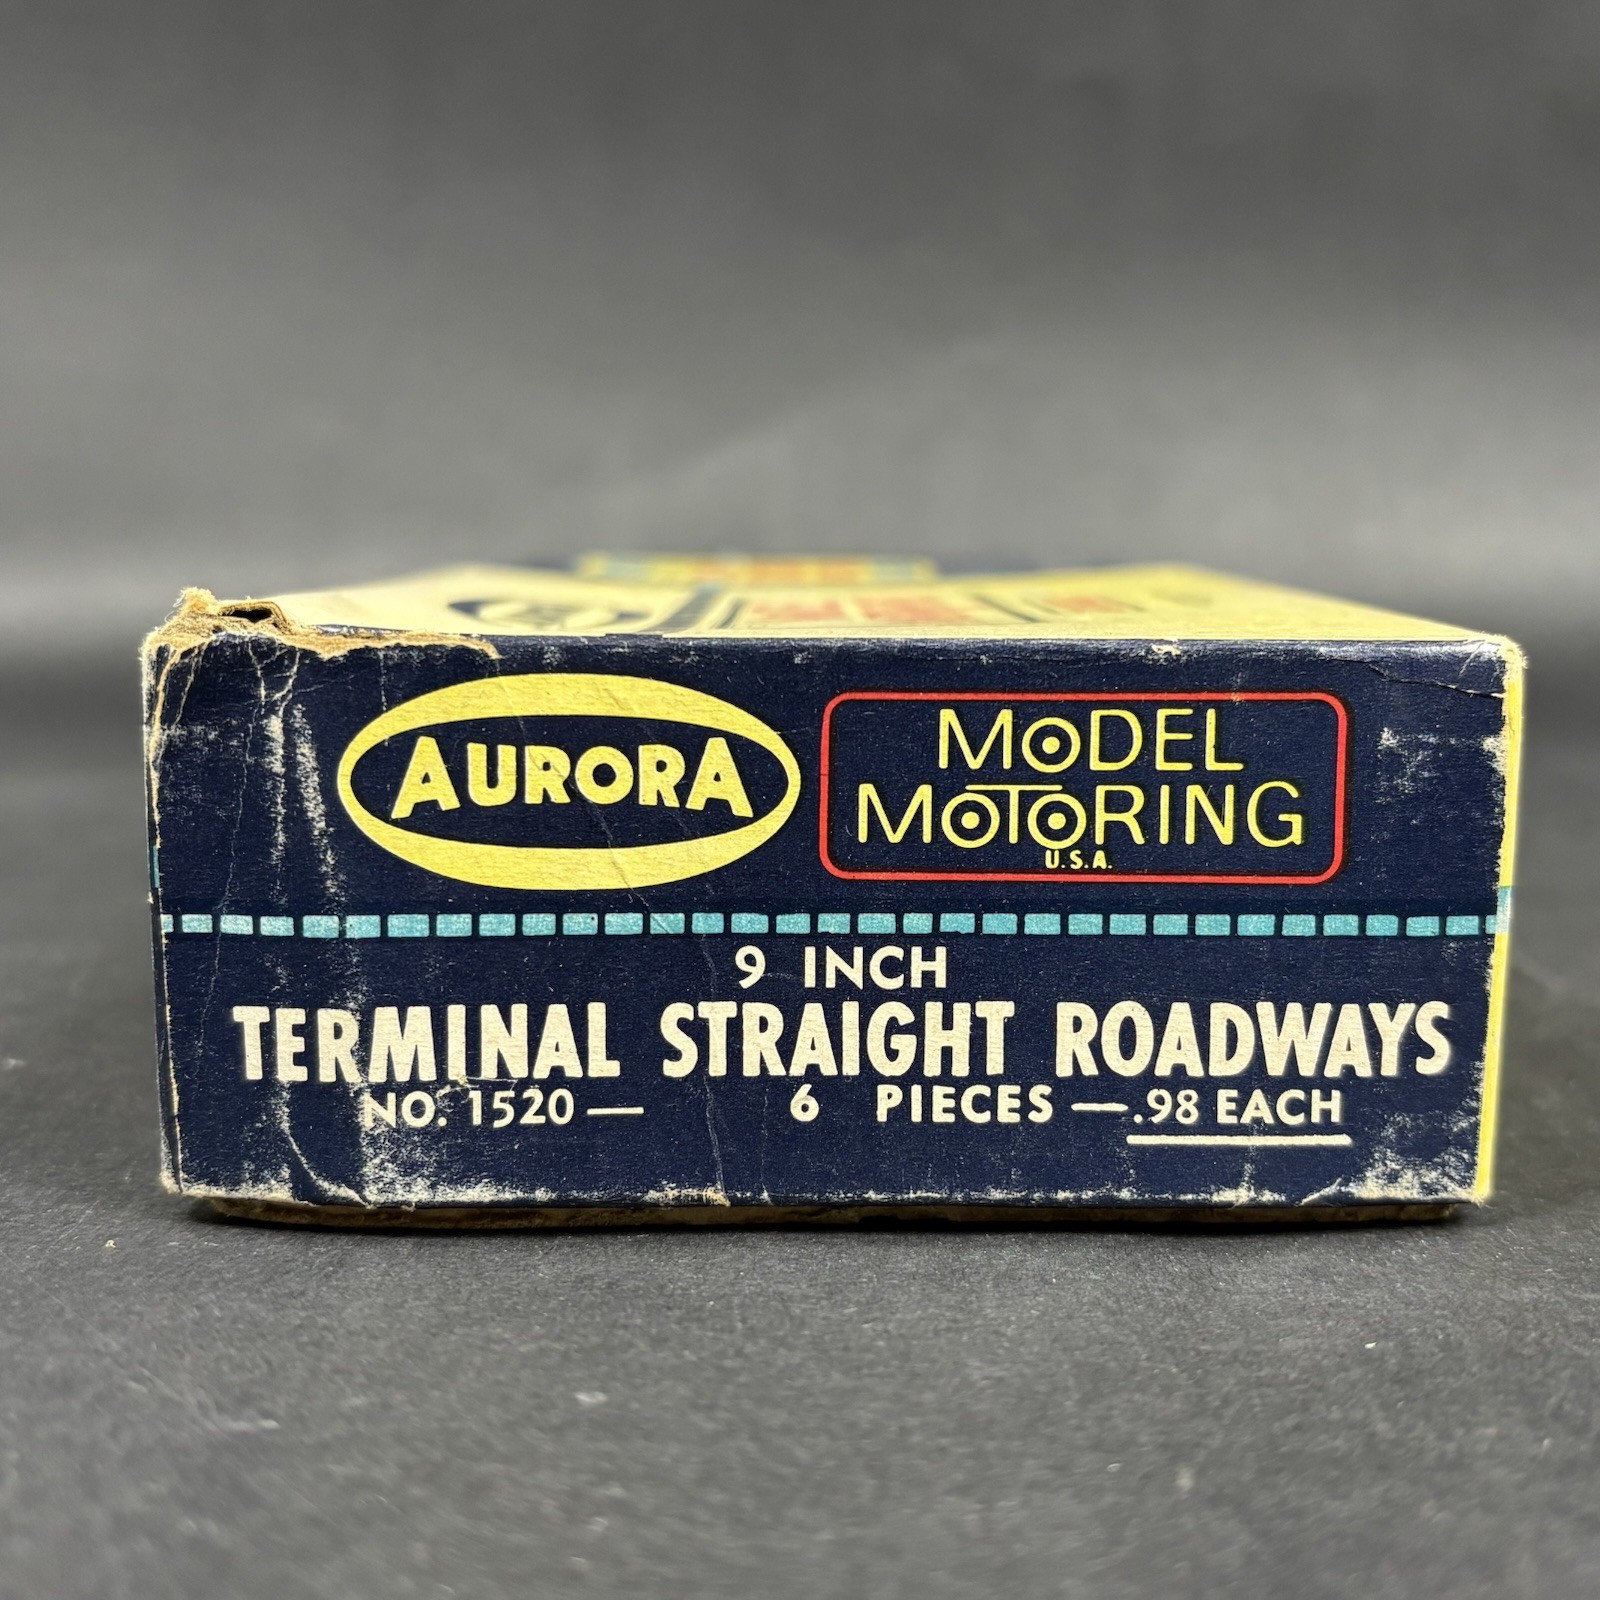 AURORA
MODEL
MOTORING
U.S.A.
9 INCH
TERMINAL STRAIGHT ROADWAYS
NO. 1520 — 6 PIECES — .98 EACH